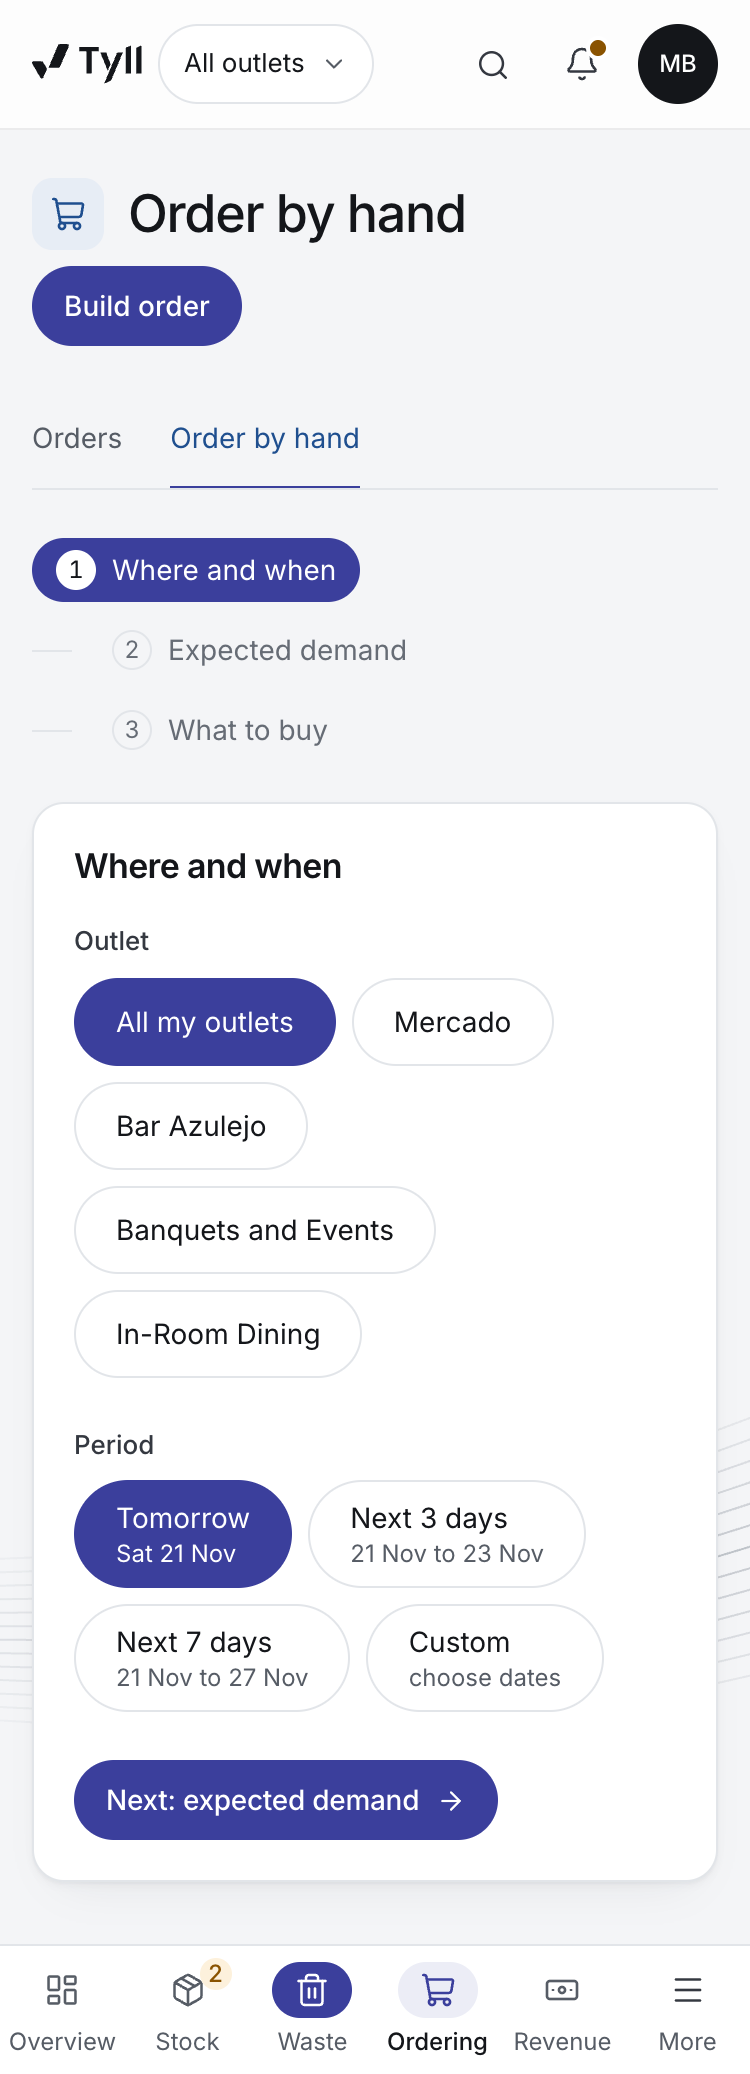 Tyll
All outlets
MB
Order by hand
Build order
Orders
Order by hand
1 Where and when
2 Expected demand
3 What to buy
Where and when
Outlet
All my outlets
Mercado
Bar Azulejo
Banquets and Events
In-Room Dining
Period
Tomorrow
Sat 21 Nov
Next 3 days
21 Nov to 23 Nov
Next 7 days
21 Nov to 27 Nov
Custom
choose dates
Next: expected demand
2
Overview
Stock
Waste
Ordering
Revenue
More